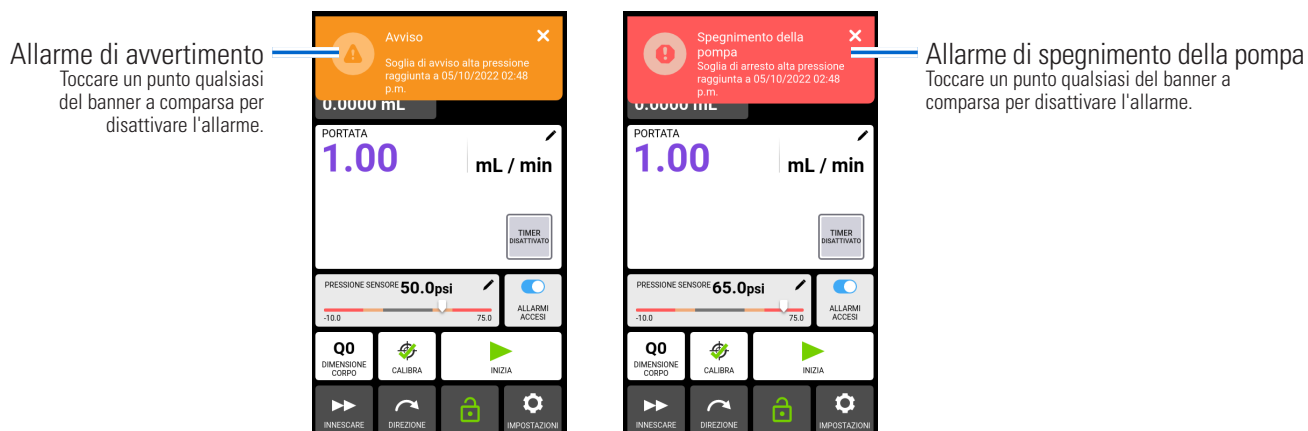 Allarme di avvertimento
Toccare un punto qualsiasi
del banner a comparsa per
disattivare l'allarme.
Avviso
Soglia di avviso alta pressione
raggiunta a 05/10/2022 02:48
p.m.
0.0000 mL
PORTATA
1.00
mL / min
TIMER
DISATTIVATO
PRESSIONE SENSORE 50.0psi
-10.0
75.0
ALLARMI
ACCESI
Q0
DIMENSIONE
CORPO
CALIBRA
INIZIA
INNESCARE
DIREZIONE
IMPOSTAZIONI
Spegnimento della
pompa
Soglia di arresto alta pressione
raggiunta a 05/10/2022 02:48
p.m.
0.0000 mL
PORTATA
1.00
mL / min
TIMER
DISATTIVATO
PRESSIONE SENSORE 65.0psi
-10.0
75.0
ALLARMI
ACCESI
Q0
DIMENSIONE
CORPO
CALIBRA
INIZIA
INNESCARE
DIREZIONE
IMPOSTAZIONI
Allarme di spegnimento della pompa
Toccare un punto qualsiasi del banner a
comparsa per disattivare l'allarme.